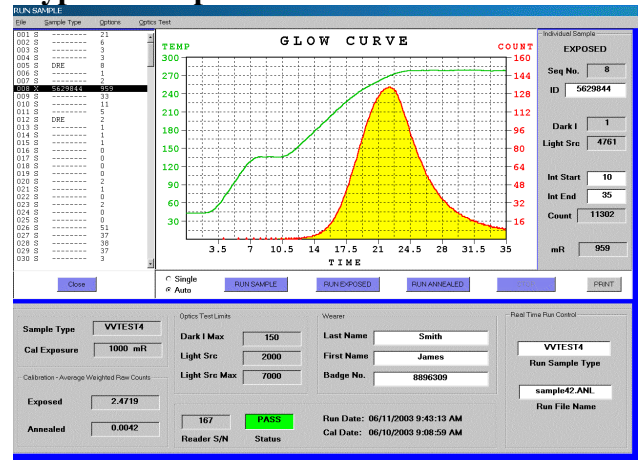 RUN SAMPLE
File Sample Type Options Optics Test
001 S -------- 21
002 S -------- 6
003 S -------- 3
004 S -------- 3
005 S DRE 8
006 S -------- 1
007 S -------- 2
008 X 5629844 959
009 S -------- 33
010 S -------- 11
011 S -------- 5
012 S DRE 2
013 S -------- 1
014 S -------- 1
015 S -------- 1
016 S -------- 0
017 S -------- 0
018 S -------- 0
019 S -------- 0
020 S -------- 2
021 S -------- 1
022 S -------- 0
023 S -------- 2
024 S -------- 0
025 S -------- 0
026 S -------- 51
027 S -------- 37
028 S -------- 38
029 S -------- 37
030 S -------- 3
Close
GLOW CURVE
TEMP COUNT
300 160
270 144
240 128
210 112
180 96
150 80
120 64
90 48
60 32
30 16
3.5 7 10.5 14 17.5 21 24.5 28 31.5 35
TIME
Single
Auto
RUN SAMPLE RUN EXPOSED RUN ANNEALED PRINT
Individual Sample
EXPOSED
Seq No. 8
ID 5629844
Dark I 1
Light Src 4761
Int Start 10
Int End 35
Count 11302
mR 959
Sample Type VVTEST4
Cal Exposure 1000 mR
Calibration - Average Weighted Raw Counts
Exposed 2.4719
Annealed 0.0042
Optics Test Limits
Dark I Max 150
Light Src 2000
Light Src Max 7000
167 PASS
Reader S/N Status
Wearer
Last Name Smith
First Name James
Badge No. 8896309
Run Date: 06/11/2003 9:43:13 AM
Cal Date: 06/10/2003 9:08:59 AM
Real Time Run Control
VVTEST4
Run Sample Type
sample42.ANL
Run File Name